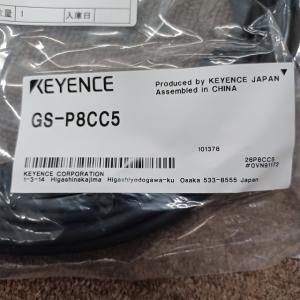 数量 1 入庫日
KEYENCE
Produced by KEYENCE JAPAN
Assembled in CHINA
GS-P8CC5
101376
26P8CC5
KEYENCE CORPORATION
1-3-14 Higashinakajima Higashiyodogawa-ku Osaka 533-8555 Japan